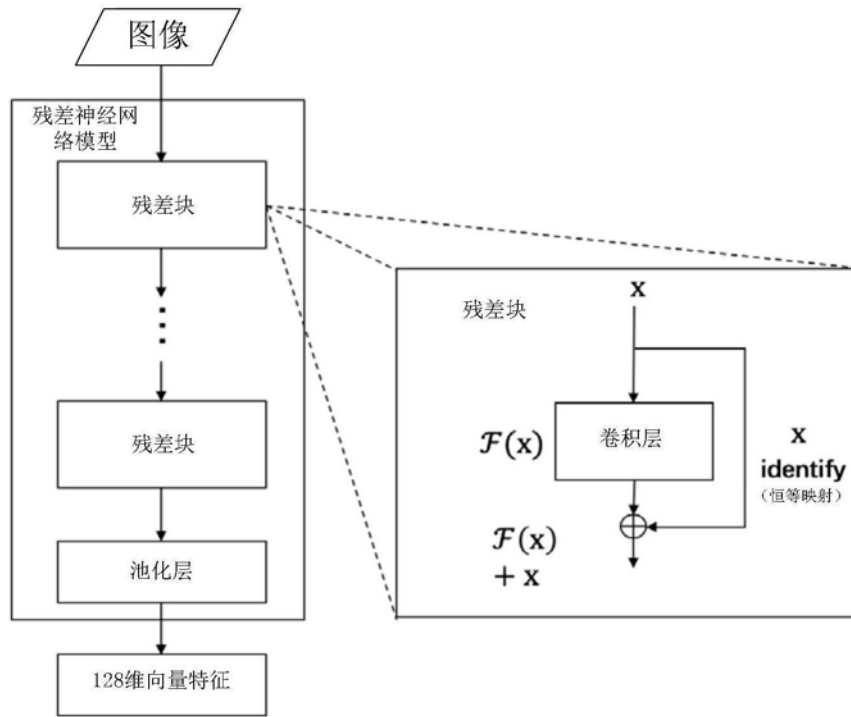 图像
残差神经网
络模型
残差块
残差块
池化层
128维向量特征
残差块
x
卷积层
F(x)
x
identify
（恒等映射）
F(x)
+ x